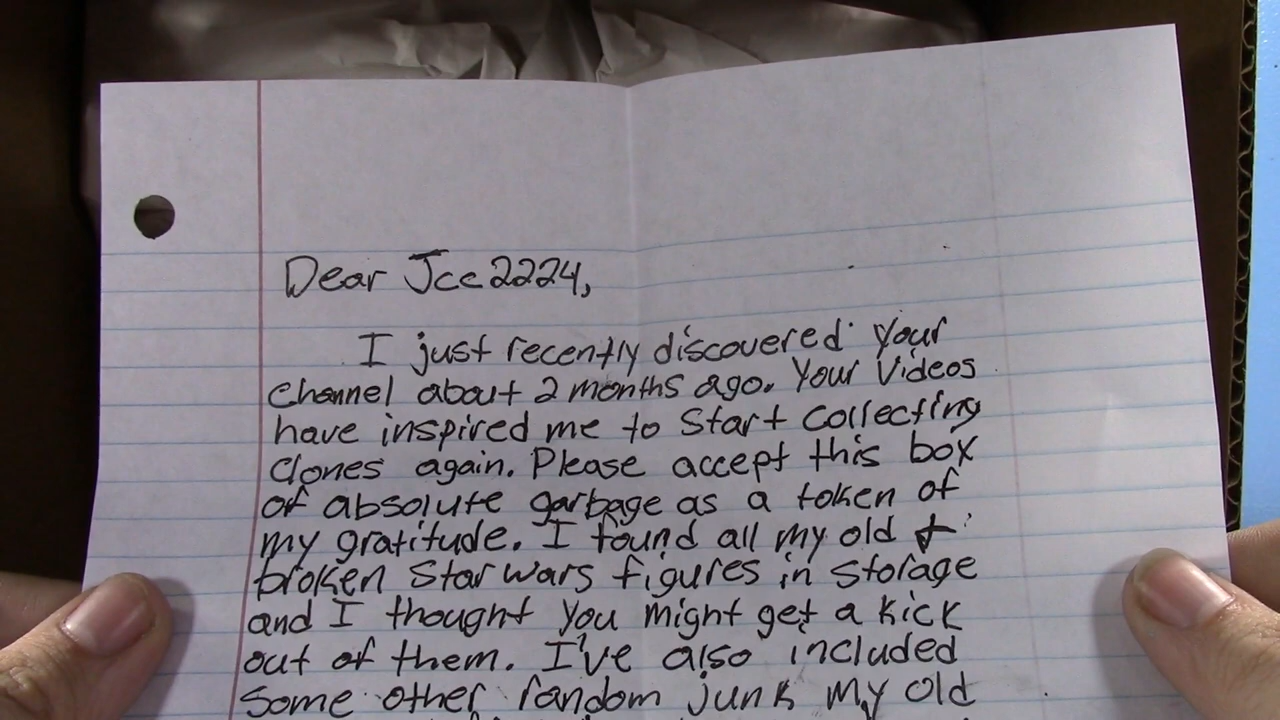 Dear Jcc2224,
I just recently discovered your
channel about 2 months ago. Your Videos
have inspired me to Start collecting
Clones again. Please accept this box
of absolute garbage as a token of
my gratitude. I found all my old +
broken Star wars figures in Storage
and I thought you might get a kick
out of them. I've also included
Some other random junk my old